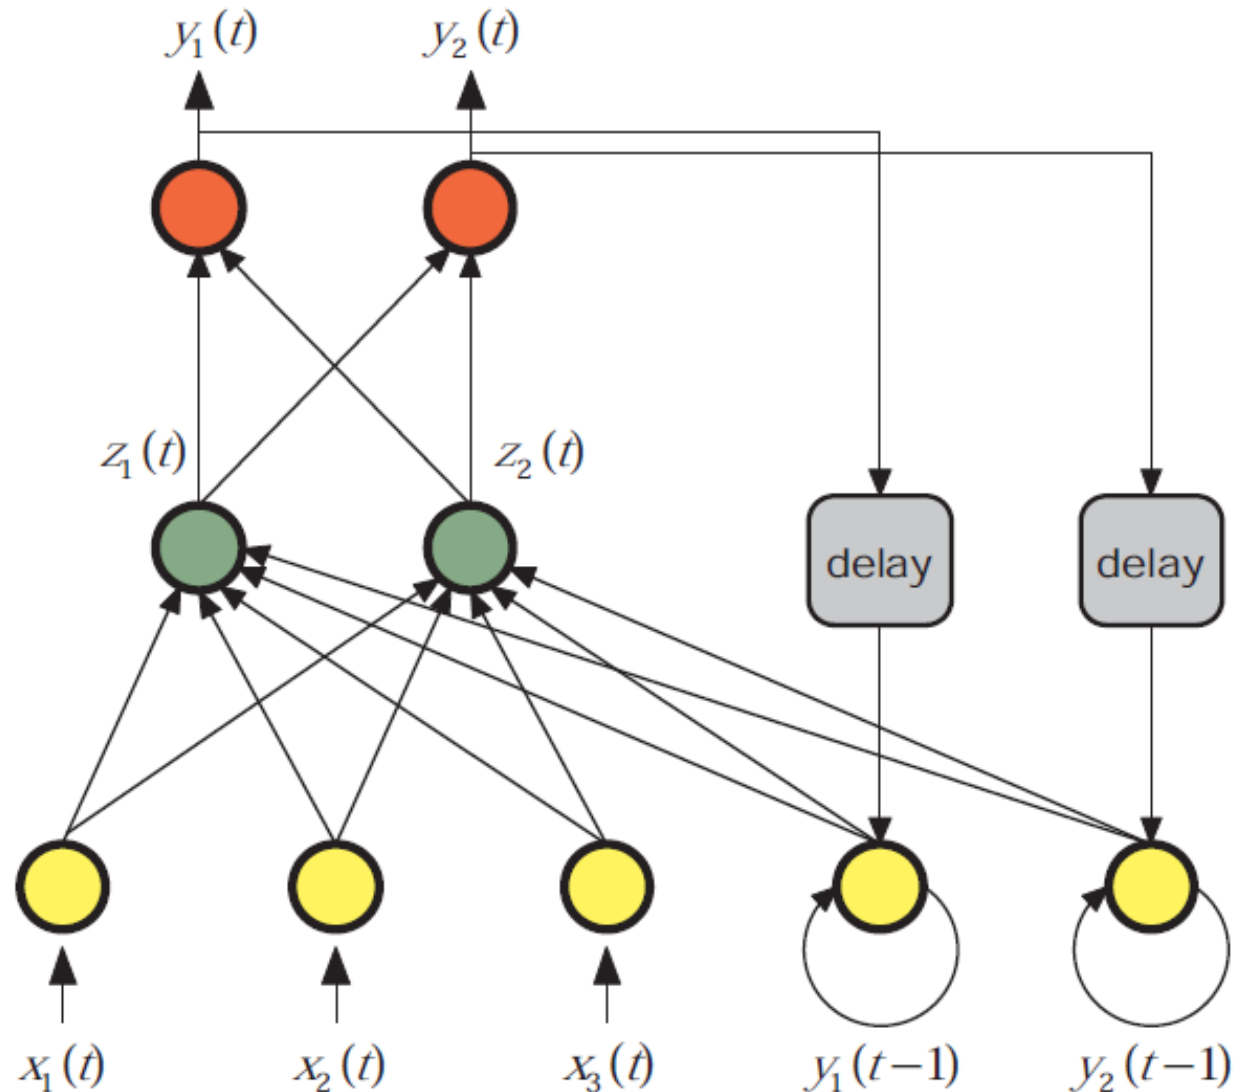 y₁(t) y₂(t)
z₁(t) z₂(t)
delay delay
x₁(t) x₂(t) x₃(t) y₁(t−1) y₂(t−1)